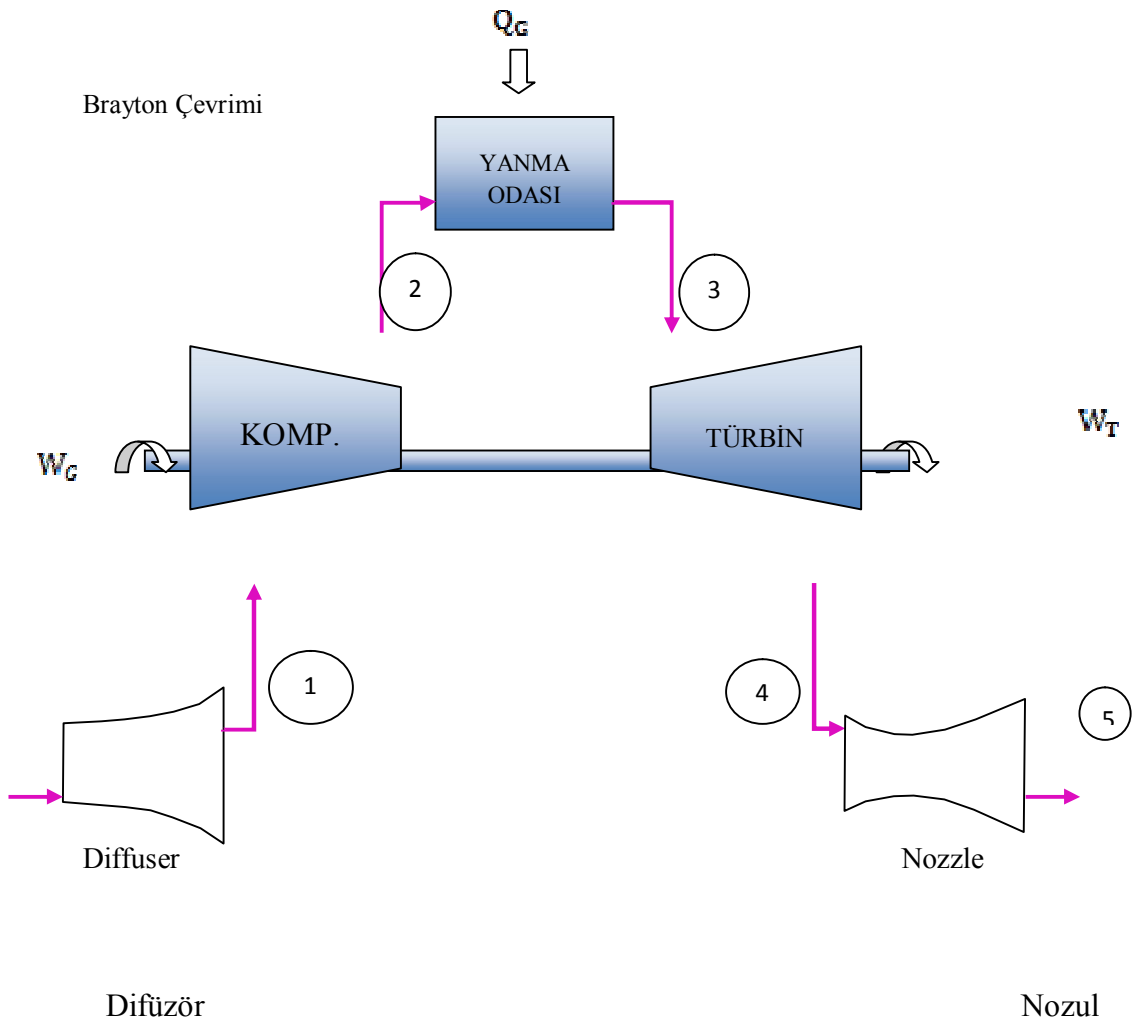 Q_G
Brayton Çevrimi
YANMA
ODASI
2
3
KOMP.
TÜRBİN
W_T
W_G
1
4
5
Diffuser
Nozzle
Difüzör
Nozul